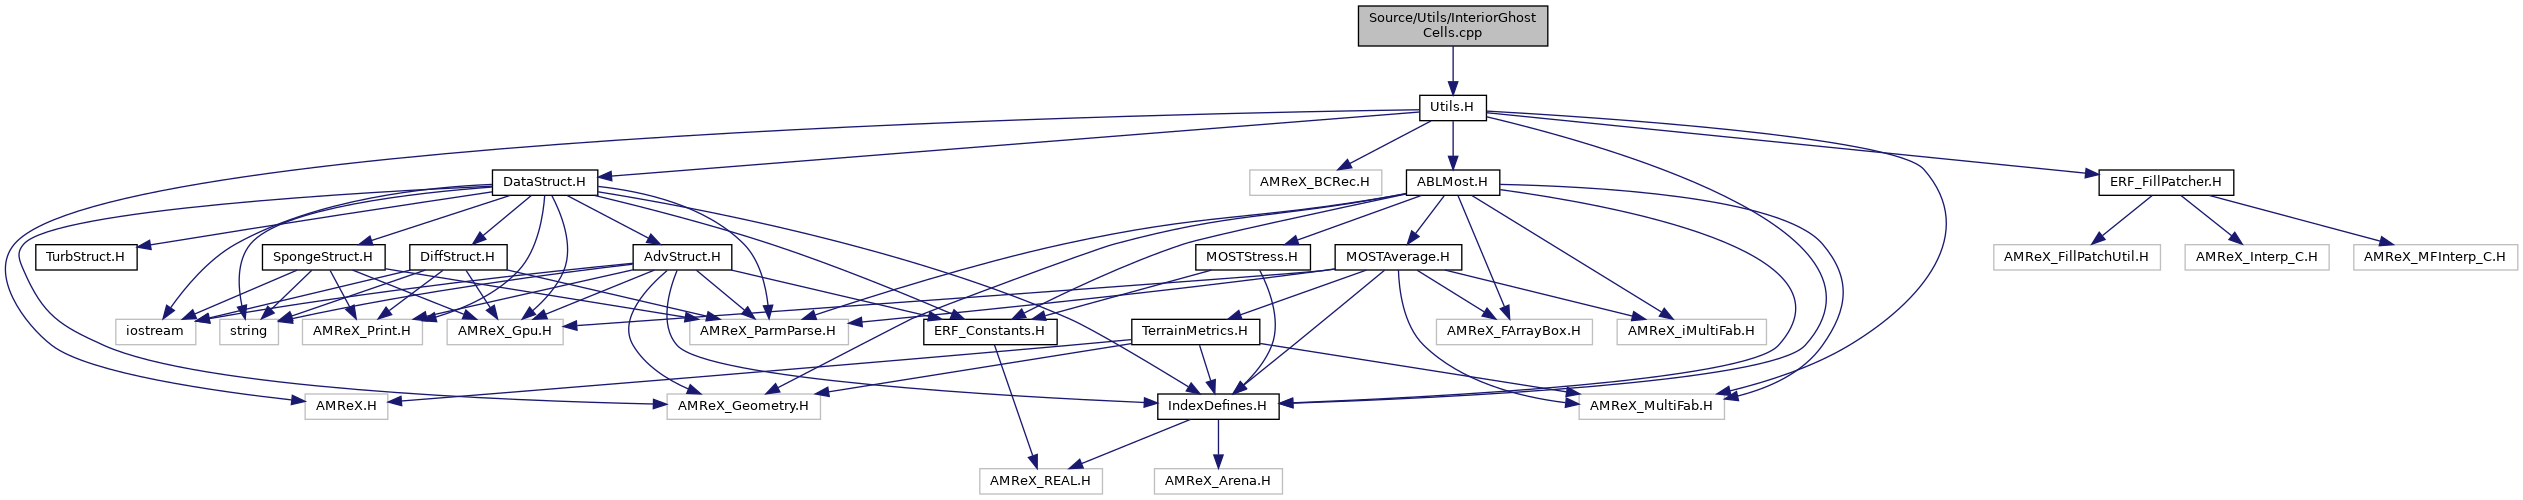 Source/Utils/InteriorGhost
Cells.cpp
Utils.H
DataStruct.H
AMReX_BCRec.H
ABLMost.H
ERF_FillPatcher.H
TurbStruct.H
SpongeStruct.H
DiffStruct.H
AdvStruct.H
MOSTStress.H
MOSTAverage.H
AMReX_FillPatchUtil.H
AMReX_Interp_C.H
AMReX_MFInterp_C.H
iostream
string
AMReX_Print.H
AMReX_Gpu.H
AMReX_ParmParse.H
ERF_Constants.H
TerrainMetrics.H
AMReX_FArrayBox.H
AMReX_iMultiFab.H
AMReX.H
AMReX_Geometry.H
IndexDefines.H
AMReX_MultiFab.H
AMReX_REAL.H
AMReX_Arena.H